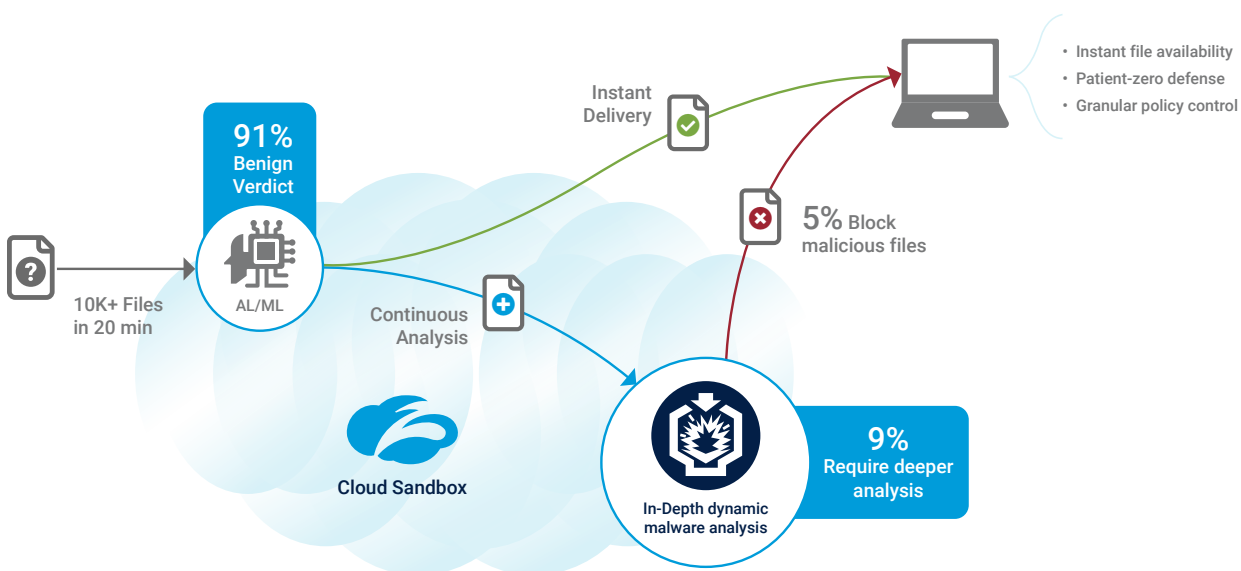 91%
Benign
Verdict
AL/ML
?
10K+ Files
in 20 min
Instant
Delivery
Continuous
Analysis
Cloud Sandbox
In-Depth dynamic
malware analysis
9%
Require deeper
analysis
5% Block
malicious files
• Instant file availability
• Patient-zero defense
• Granular policy control